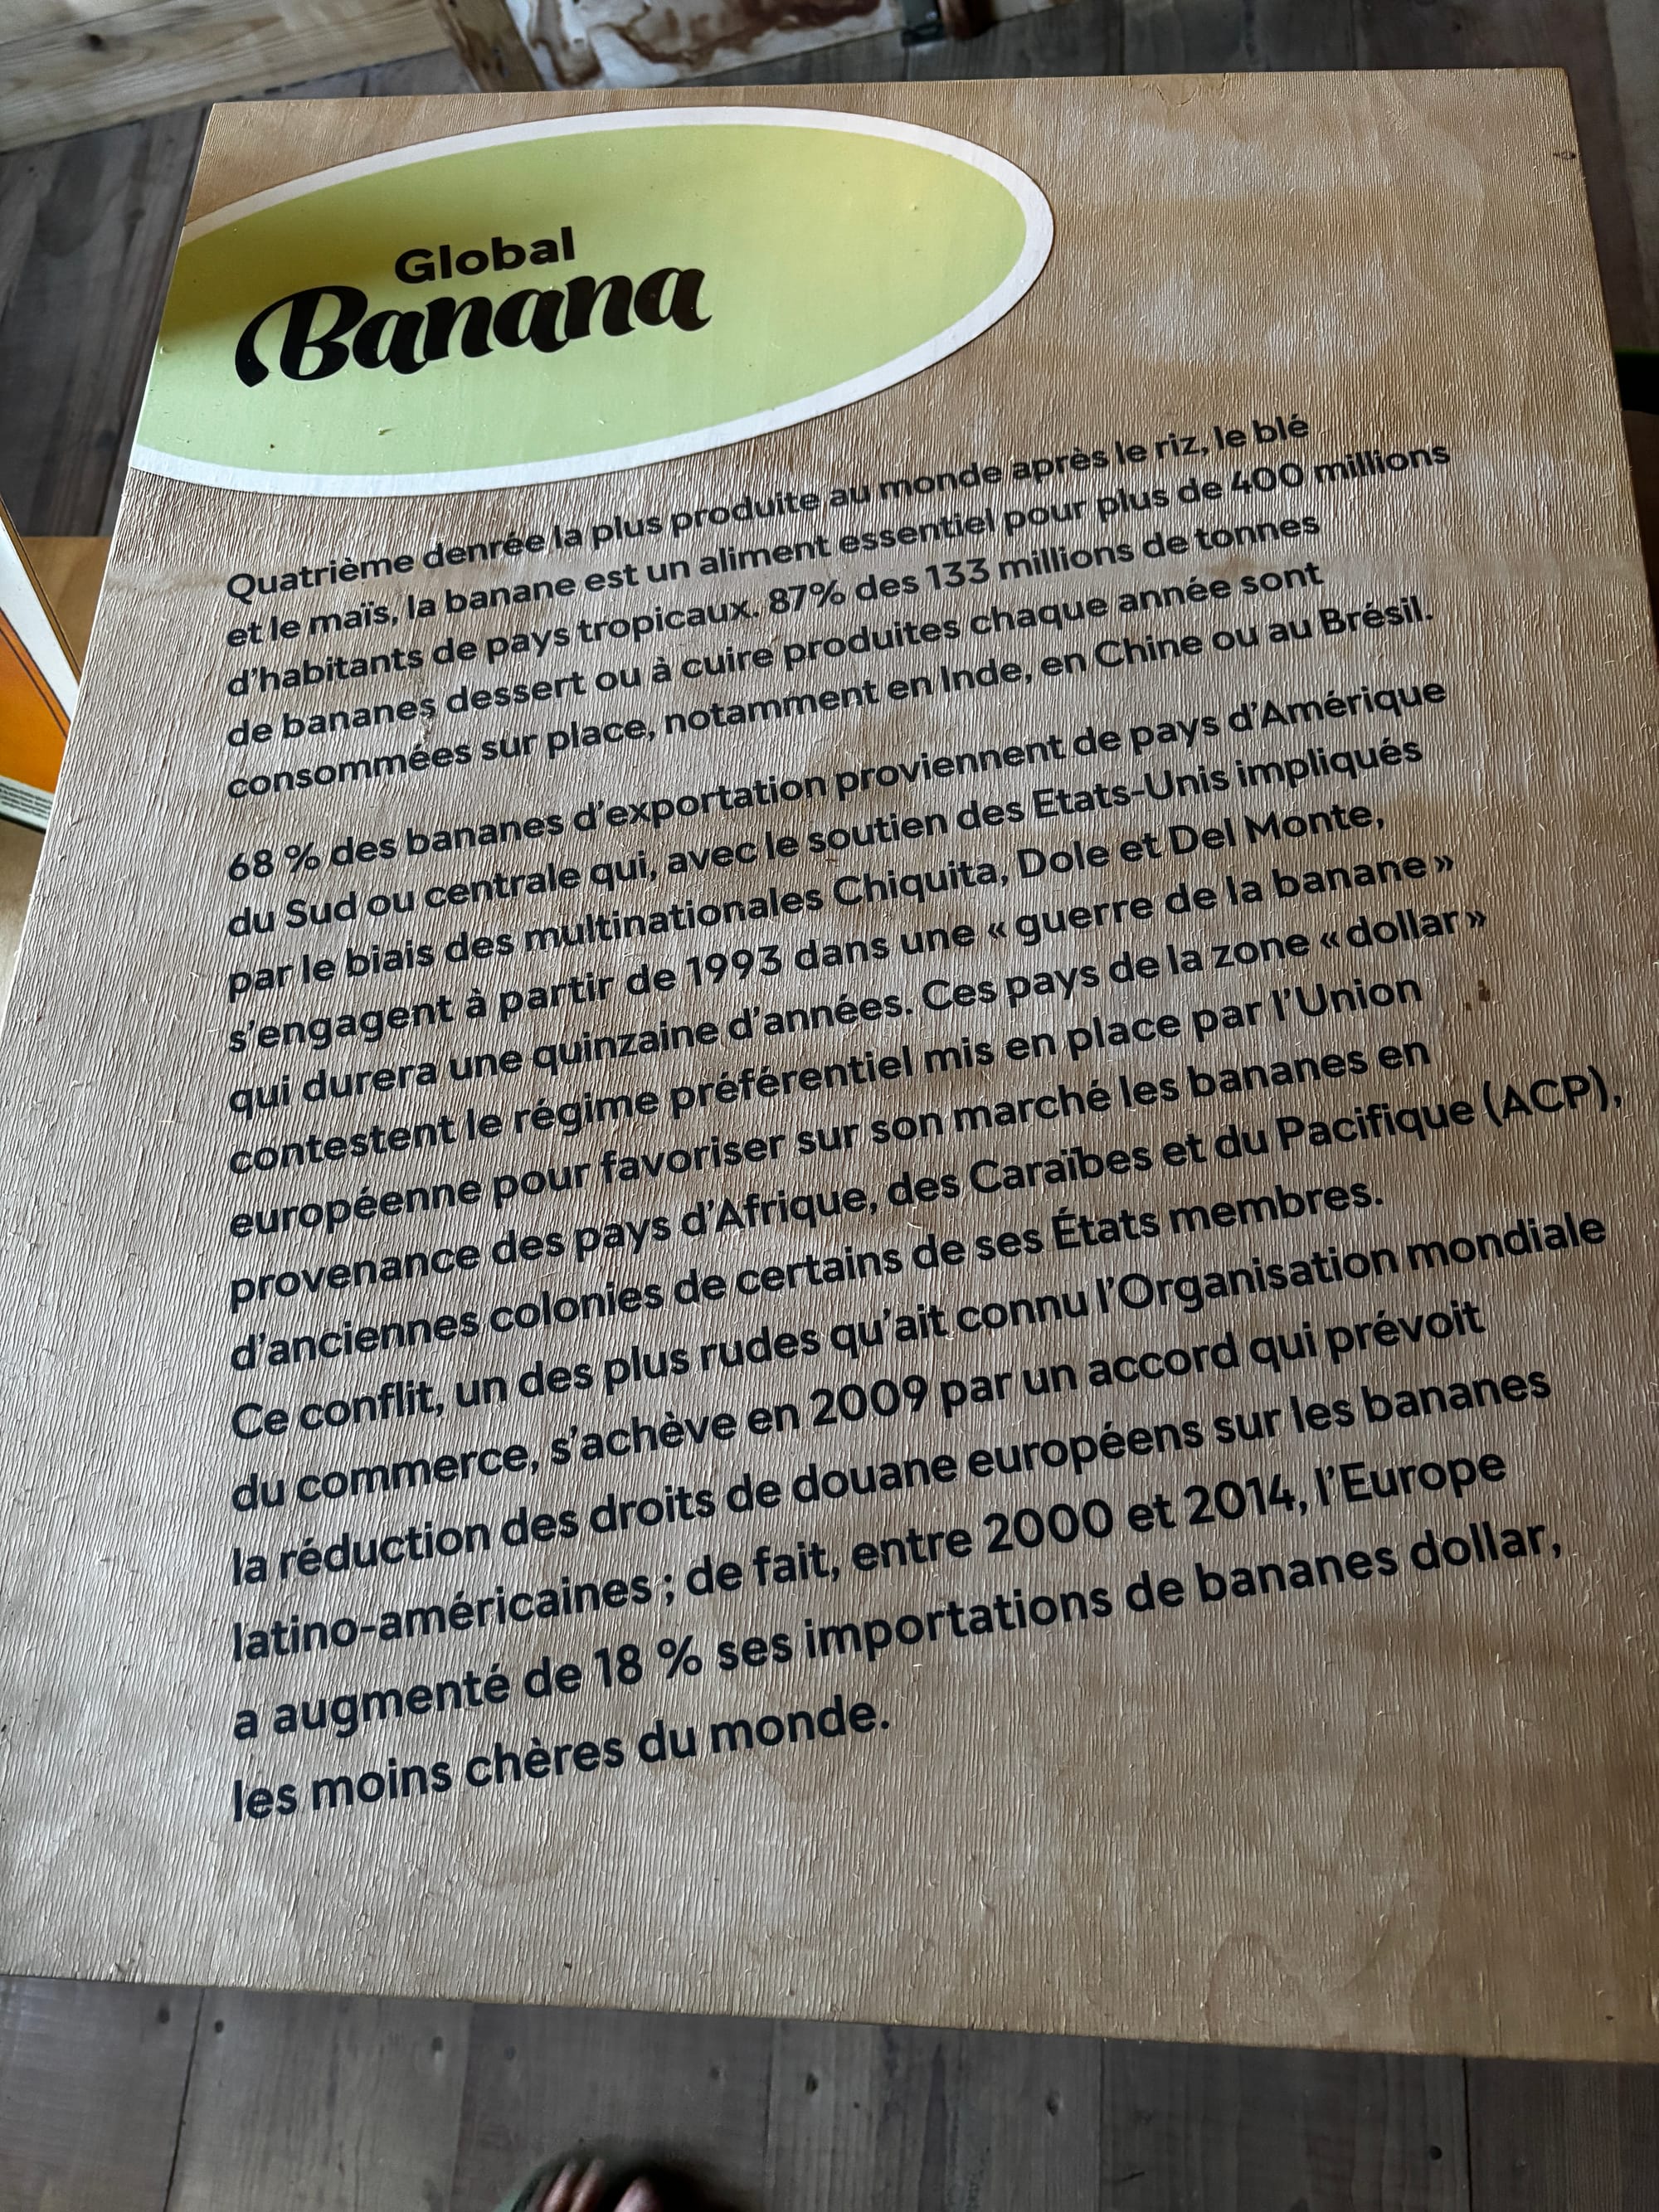 Global
Banana
Quatrième denrée la plus produite au monde après le riz, le blé
et le maïs, la banane est un aliment essentiel pour plus de 400 millions
d'habitants de pays tropicaux. 87% des 133 millions de tonnes
de bananes dessert ou à cuire produites chaque année sont
consommées sur place, notamment en Inde, en Chine ou au Brésil.
68 % des bananes d'exportation proviennent de pays d'Amérique
du Sud ou centrale qui, avec le soutien des Etats-Unis impliqués
par le biais des multinationales Chiquita, Dole et Del Monte,
s'engagent à partir de 1993 dans une « guerre de la banane »
qui durera une quinzaine d'années. Ces pays de la zone « dollar »
contestent le régime préférentiel mis en place par l'Union
européenne pour favoriser sur son marché les bananes en
provenance des pays d'Afrique, des Caraïbes et du Pacifique (ACP),
d'anciennes colonies de certains de ses États membres.
Ce conflit, un des plus rudes qu'ait connu l'Organisation mondiale
du commerce, s'achève en 2009 par un accord qui prévoit
la réduction des droits de douane européens sur les bananes
latino-américaines ; de fait, entre 2000 et 2014, l'Europe
a augmenté de 18 % ses importations de bananes dollar,
les moins chères du monde.